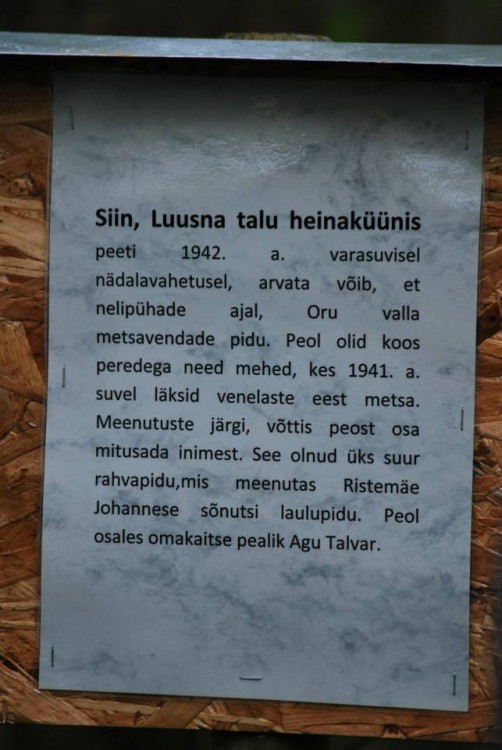 Siin, Luusna talu heinaküünis
peeti 1942. a. varasuvisel
nädalavahetusel, arvata võib, et
nelipühade ajal, Oru valla
metsavendade pidu. Peol olid koos
peredega need mehed, kes 1941. a.
suvel läksid venelaste eest metsa.
Meenutuste järgi, võttis peost osa
mitusada inimest. See olnud üks suur
rahvapidu,mis meenutas Ristemäe
Johannese sõnutsi laulupidu. Peol
osales omakaitse pealik Agu Talvar.